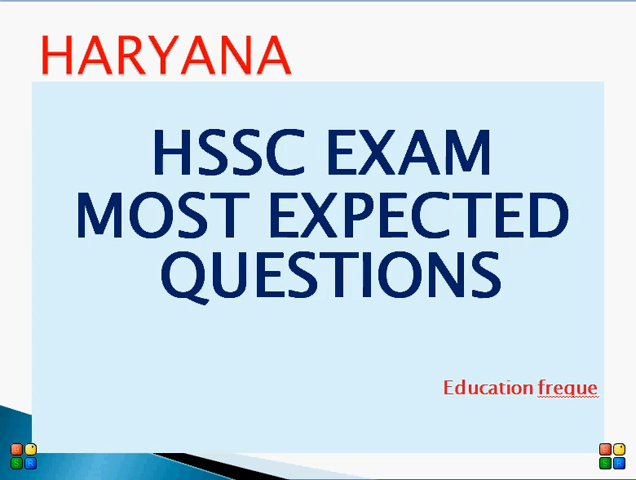 HARYANA
HSSC EXAM
MOST EXPECTED
QUESTIONS
Education freque